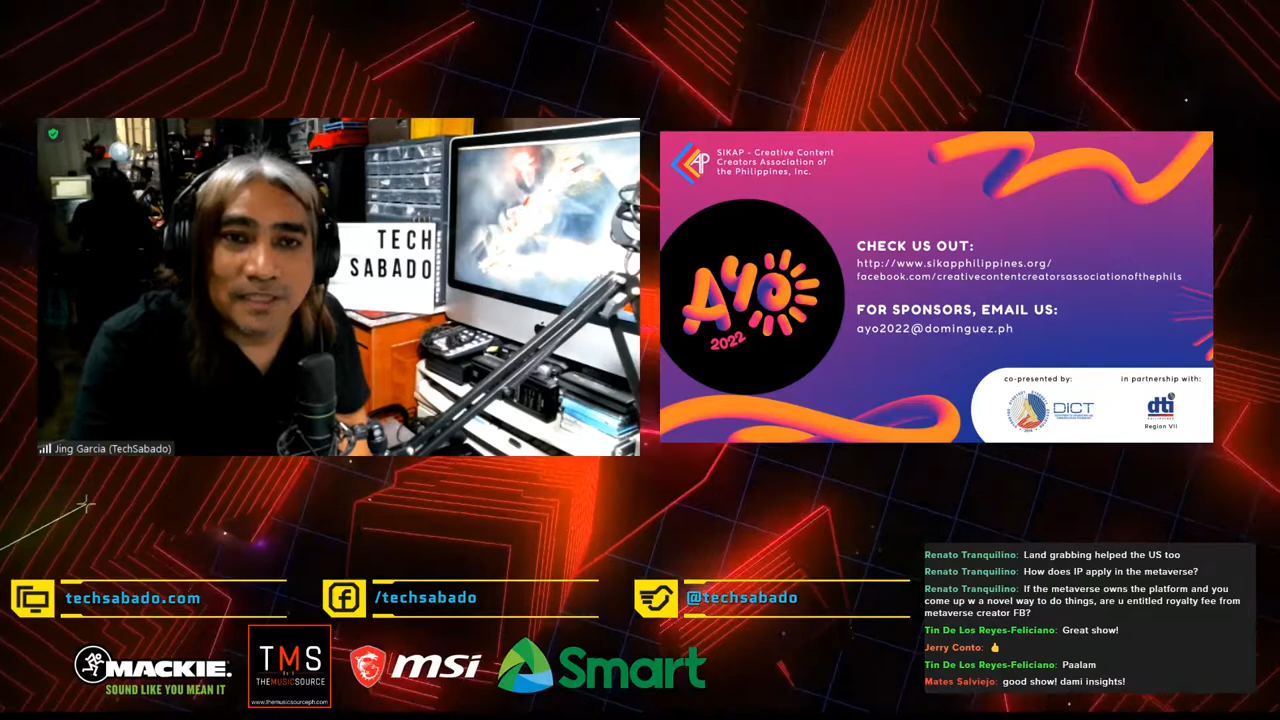 TECH
SABADO
Jing Garcia (TechSabado)
SIKAP - Creative Content
Creators Association of
the Philippines, Inc.
AYO
2022
CHECK US OUT:
http://www.sikapphilippines.org/
facebook.com/creativecontentcreatorsassociationofthephils
FOR SPONSORS, EMAIL US:
ayo2022@dominguez.ph
co-presented by:
in partnership with:
DICT
dti
PHILIPPINES
Region VII
techsabado.com
/techsabado
@techsabado
MACKIE.
SOUND LIKE YOU MEAN IT
TMS
THEMUSICSOURCE
www.themusicsourceph.com
msi
Smart
Renato Tranquilino: Land grabbing helped the US too
Renato Tranquilino: How does IP apply in the metaverse?
Renato Tranquilino: If the metaverse owns the platform and you
come up w a novel way to do things, are u entitled royalty fee from
metaverse creator FB?
Tin De Los Reyes-Feliciano: Great show!
Jerry Conto: 👍
Tin De Los Reyes-Feliciano: Paalam
Mates Salviejo: good show! dami insights!